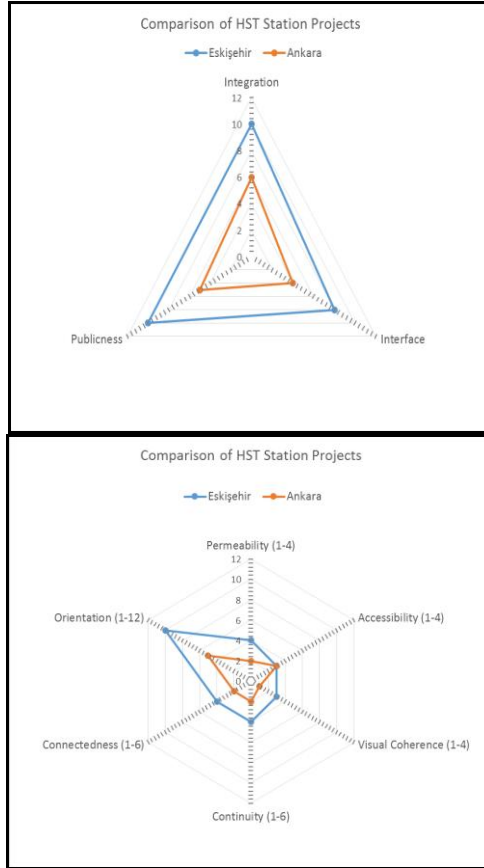 Comparison of HST Station Projects
Eskişehir Ankara
Integration
12
10
8
6
4
2
0
Publicness Interface
Comparison of HST Station Projects
Eskişehir Ankara
Permeability (1-4)
12
10
8
6
4
2
0
Orientation (1-12) Accessibility (1-4)
Connectedness (1-6) Visual Coherence (1-4)
Continuity (1-6)